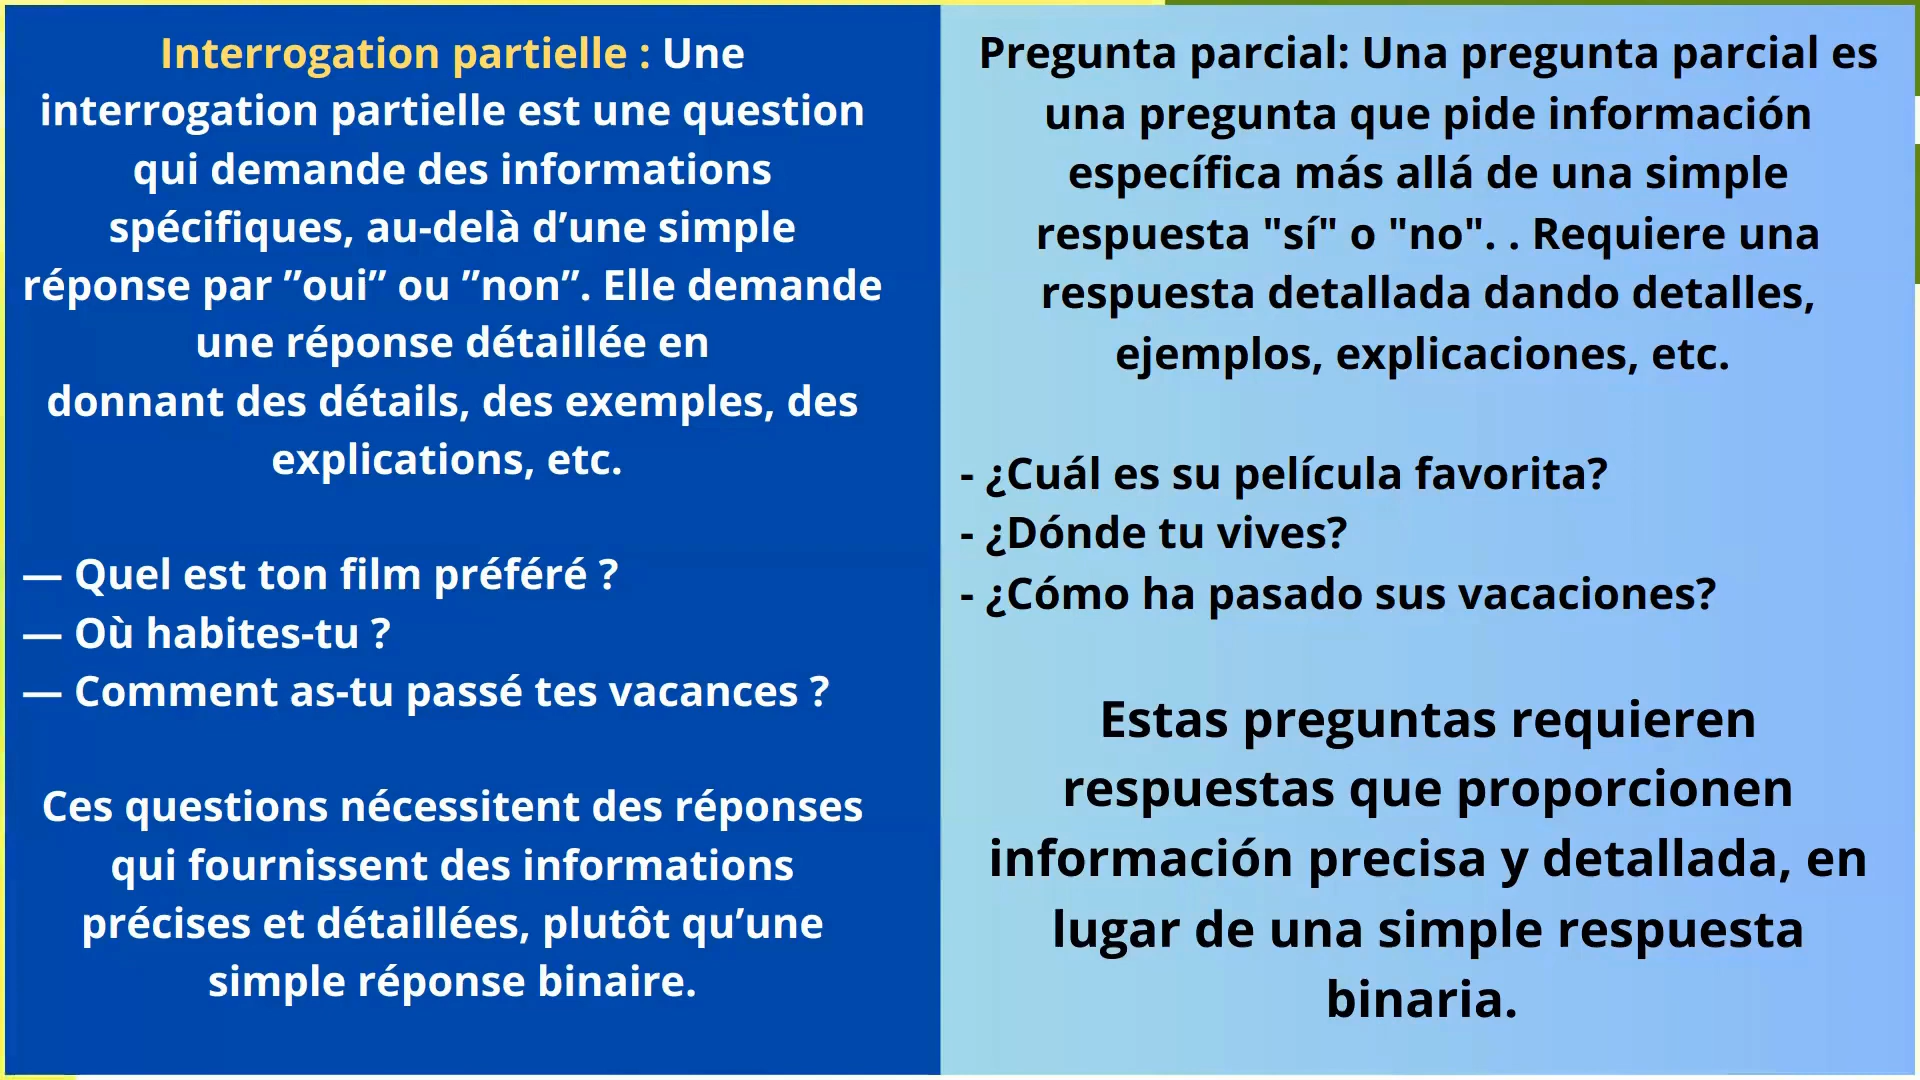 Interrogation partielle : Une
interrogation partielle est une question
qui demande des informations
spécifiques, au-delà d’une simple
réponse par ”oui” ou ”non”. Elle demande
une réponse détaillée en
donnant des détails, des exemples, des
explications, etc.
— Quel est ton film préféré ?
— Où habites-tu ?
— Comment as-tu passé tes vacances ?
Ces questions nécessitent des réponses
qui fournissent des informations
précises et détaillées, plutôt qu’une
simple réponse binaire.
Pregunta parcial: Una pregunta parcial es
una pregunta que pide información
específica más allá de una simple
respuesta "sí" o "no". . Requiere una
respuesta detallada dando detalles,
ejemplos, explicaciones, etc.
- ¿Cuál es su película favorita?
- ¿Dónde tu vives?
- ¿Cómo ha pasado sus vacaciones?
Estas preguntas requieren
respuestas que proporcionen
información precisa y detallada, en
lugar de una simple respuesta
binaria.